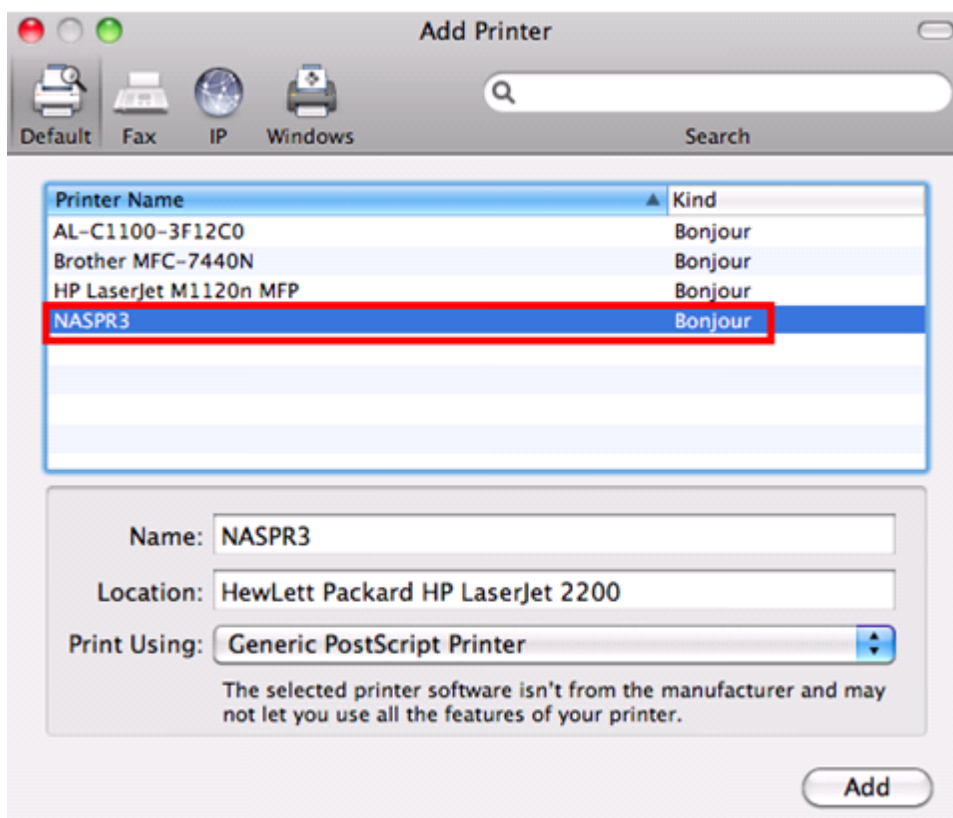 Add Printer
Default Fax IP Windows Search
Printer Name Kind
AL-C1100-3F12C0 Bonjour
Brother MFC-7440N Bonjour
HP LaserJet M1120n MFP Bonjour
NASPR3 Bonjour
Name: NASPR3
Location: HewLett Packard HP LaserJet 2200
Print Using: Generic PostScript Printer
The selected printer software isn't from the manufacturer and may
not let you use all the features of your printer.
Add